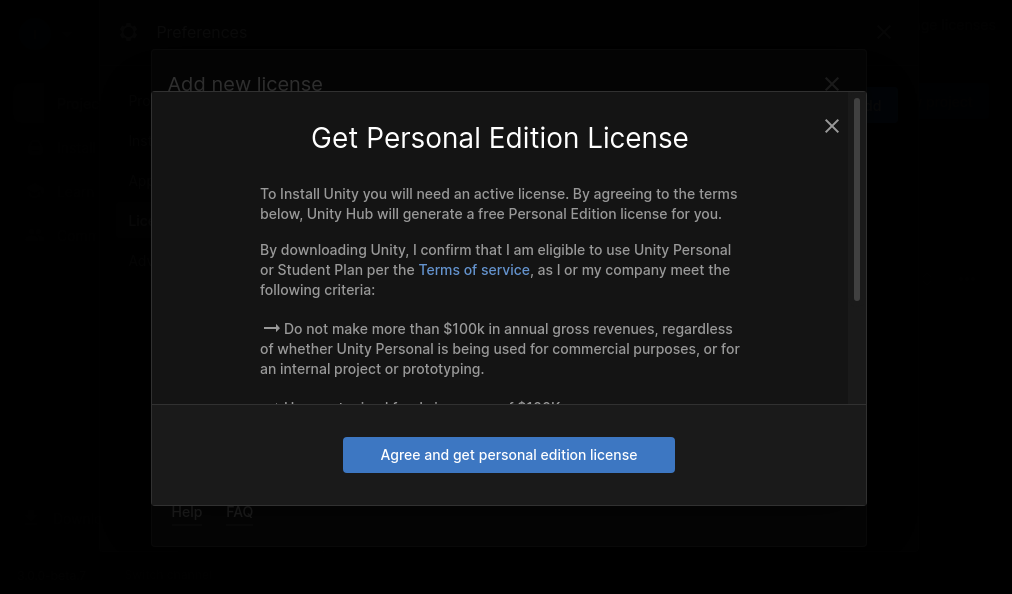 Preferences
Add new license
Get Personal Edition License
To Install Unity you will need an active license. By agreeing to the terms
below, Unity Hub will generate a free Personal Edition license for you.
By downloading Unity, I confirm that I am eligible to use Unity Personal
or Student Plan per the Terms of service, as I or my company meet the
following criteria:
→ Do not make more than $100k in annual gross revenues, regardless
of whether Unity Personal is being used for commercial purposes, or for
an internal project or prototyping.
Agree and get personal edition license
Help FAQ